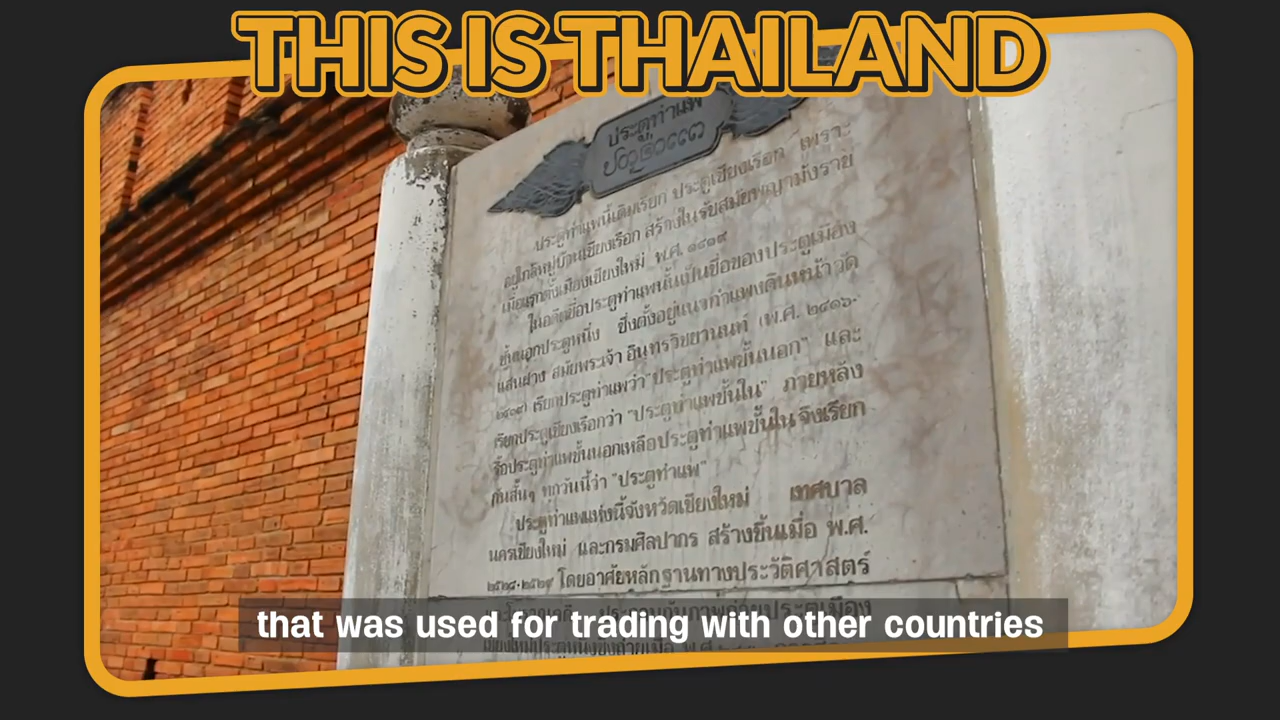 THIS IS THAILAND
ประตูท่าแพ
ประตูท่าแพนี้เดิมเรียก ประตูเชียงเรือก เพราะ
อยู่ใกล้หมู่บ้านเชียงเรือก สร้างในรัชสมัยพญามังราย
เมื่อแรกตั้งเมืองเชียงใหม่ พ.ศ. ๑๘๓๙
ในอดีตชื่อประตูท่าแพนั้นเป็นชื่อของประตูเมือง
ชั้นนอกประตูหนึ่ง ซึ่งตั้งอยู่แนวกำแพงดินหน้าวัด
แสนฝาง สมัยพระเจ้าอินทรวิชยานนท์ (พ.ศ. ๒๔๑๖-
เรียกประตูท่าแพว่า "ประตูท่าแพชั้นนอก" และ
เรียกประตูเชียงเรือกว่า "ประตูท่าแพชั้นใน" ภายหลัง
รื้อประตูท่าแพชั้นนอกเหลือประตูท่าแพชั้นใน จึงเรียก
กันสั้นๆ ทุกวันนี้ว่า "ประตูท่าแพ"
ประตูท่าแพแห่งนี้จังหวัดเชียงใหม่ เทศบาล
นครเชียงใหม่ และกรมศิลปากร สร้างขึ้นเมื่อ พ.ศ.
๒๕๒๘-๒๕๒๙ โดยอาศัยหลักฐานทางประวัติศาสตร์
that was used for trading with other countries